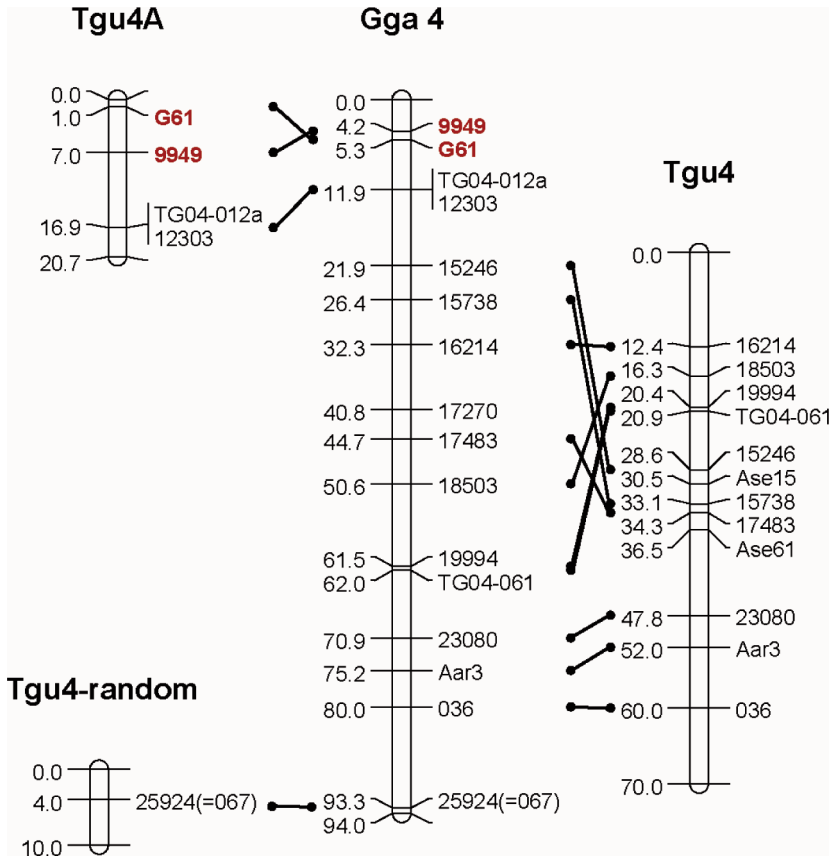 Tgu4A
0.0
1.0 G61
7.0 9949
16.9 TG04-012a
12303
20.7
Gga 4
0.0
4.2 9949
5.3 G61
11.9 TG04-012a
12303
21.9 15246
26.4 15738
32.3 16214
40.8 17270
44.7 17483
50.6 18503
61.5 19994
62.0 TG04-061
70.9 23080
75.2 Aar3
80.0 036
93.3 25924(=067)
94.0
Tgu4
0.0
12.4 16214
16.3 18503
20.4 19994
20.9 TG04-061
28.6 15246
30.5 Ase15
33.1 15738
34.3 17483
36.5 Ase61
47.8 23080
52.0 Aar3
60.0 036
70.0
Tgu4-random
0.0
4.0 25924(=067)
10.0